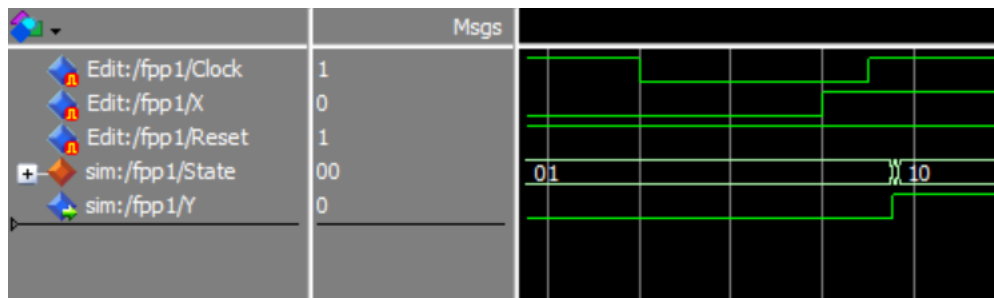 Msgs
Edit:/fpp1/Clock 1
Edit:/fpp1/X 0
Edit:/fpp1/Reset 1
sim:/fpp1/State 00 01 10
sim:/fpp1/Y 0